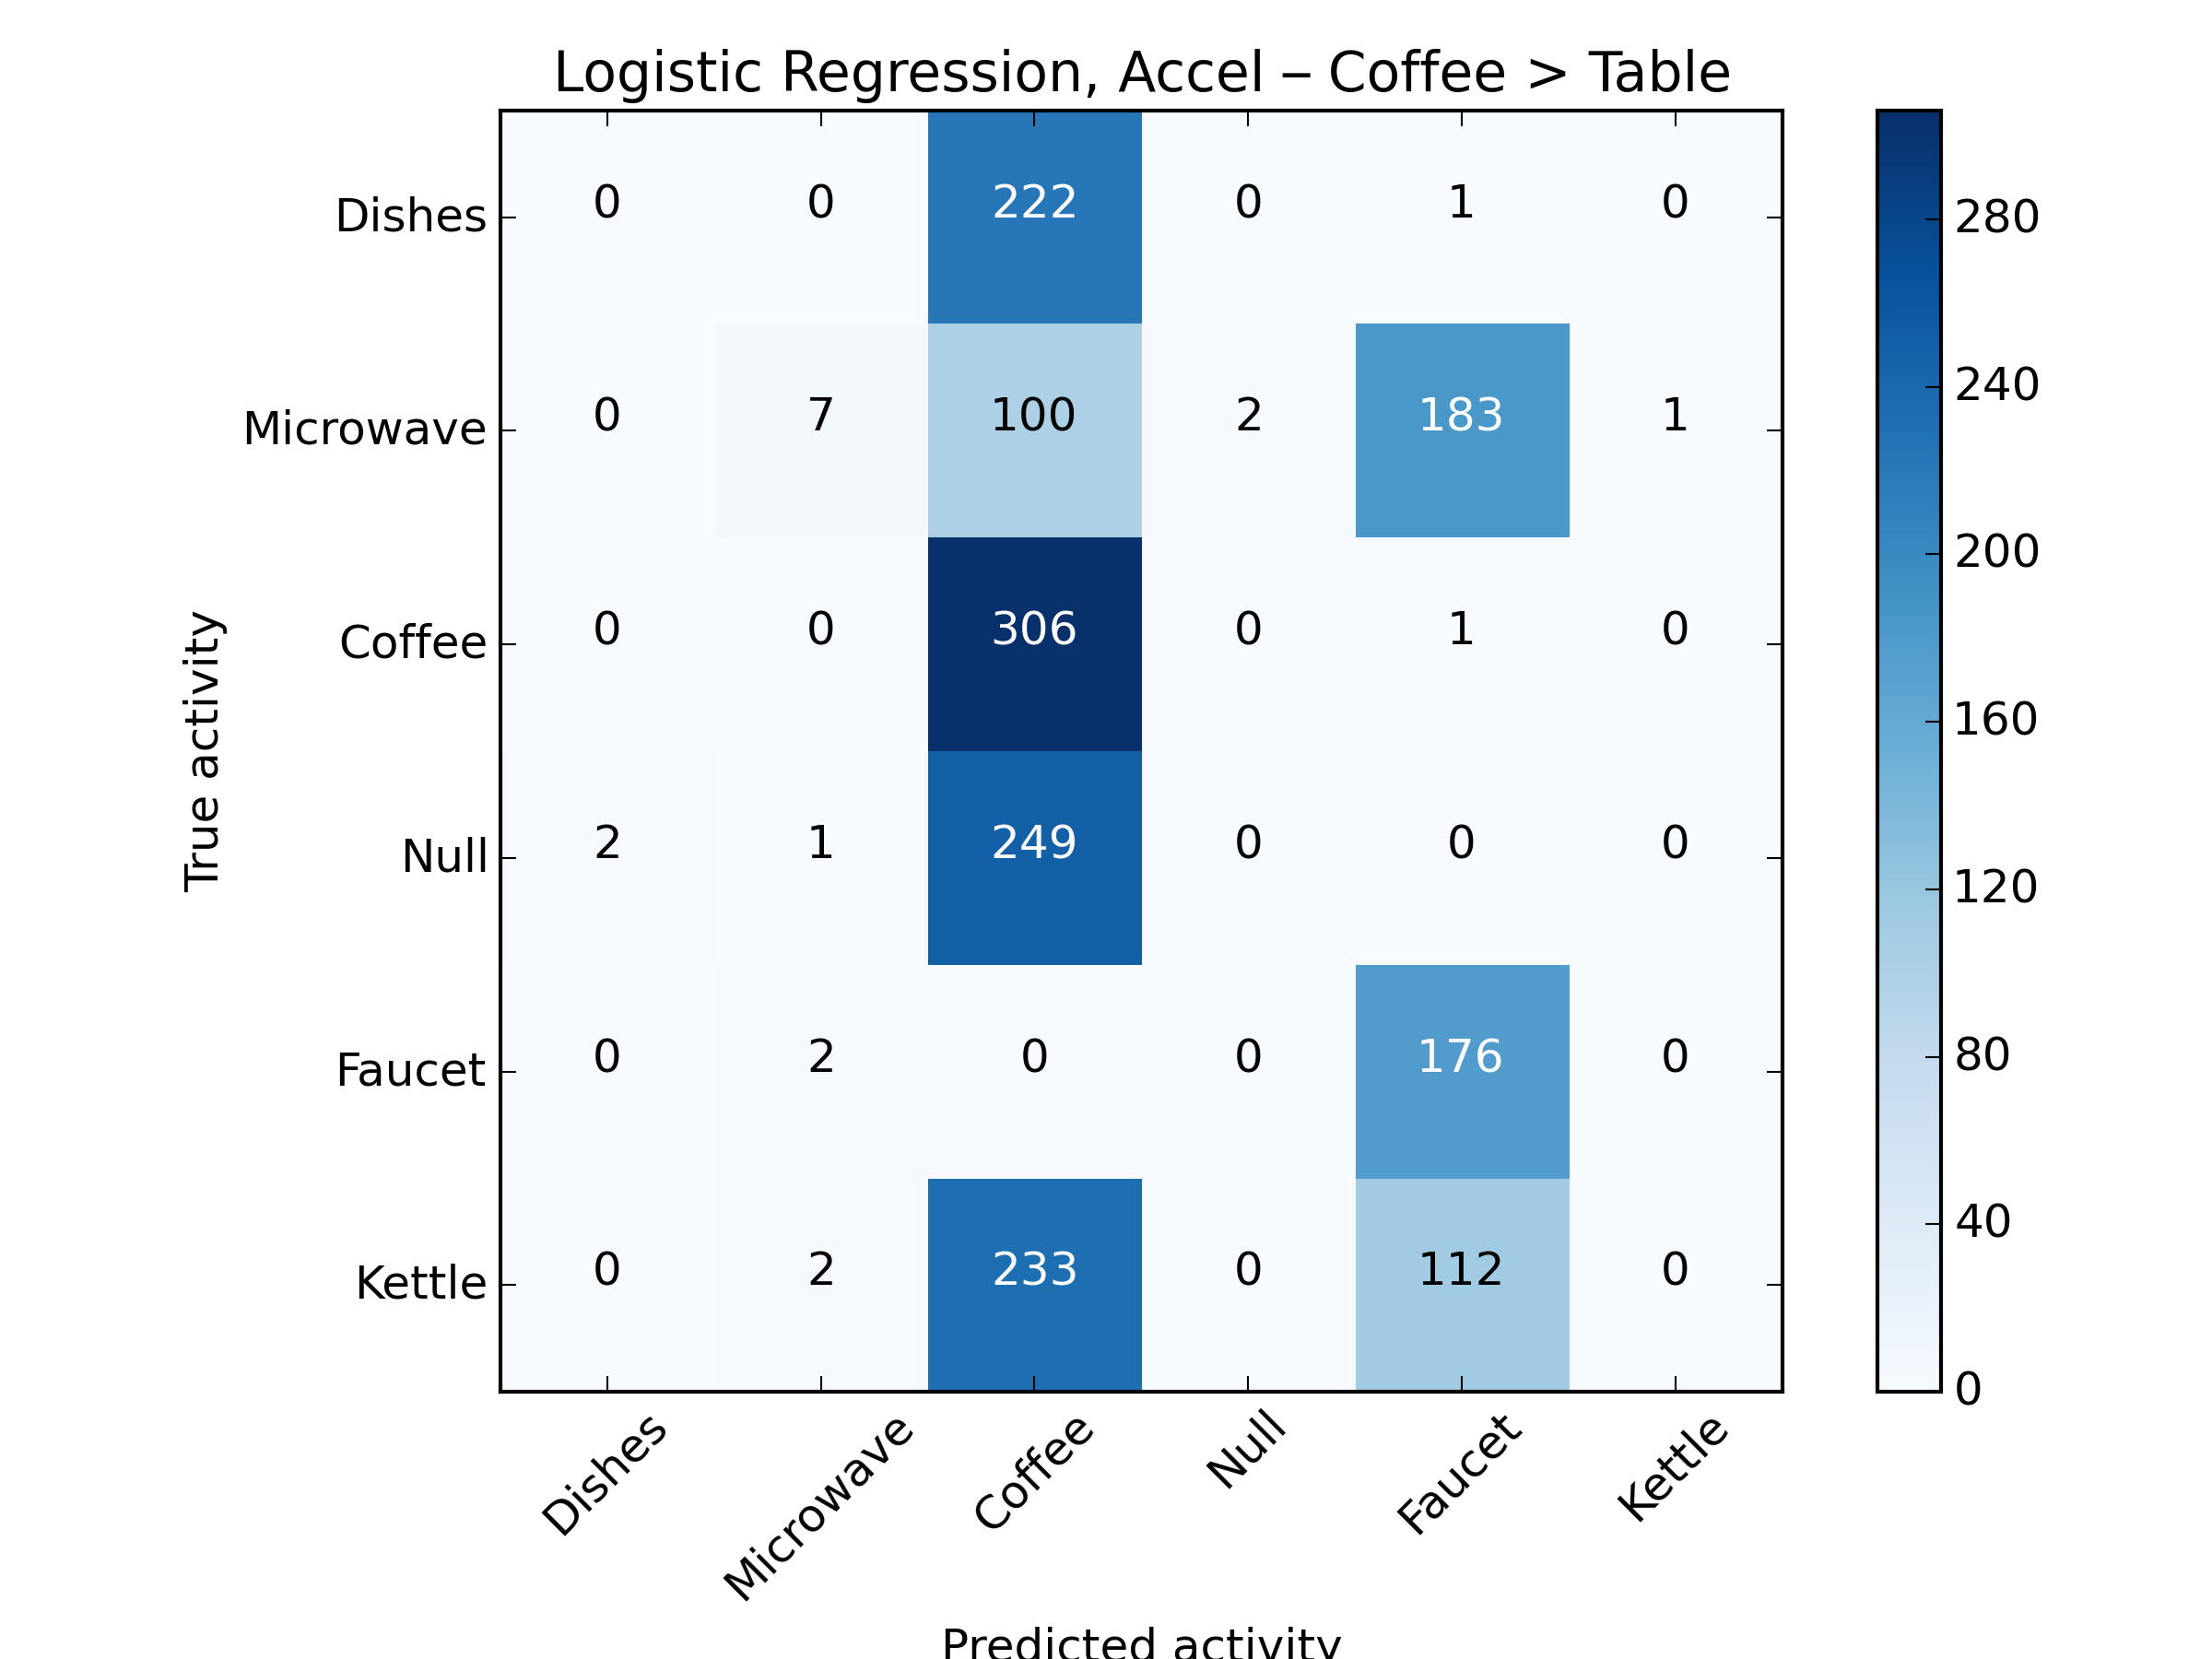 Logistic Regression, Accel – Coffee > Table
Dishes 0 0 222 0 1 0
Microwave 0 7 100 2 183 1
Coffee 0 0 306 0 1 0
Null 2 1 249 0 0 0
Faucet 0 2 0 0 176 0
Kettle 0 2 233 0 112 0
True activity
Dishes Microwave Coffee Null Faucet Kettle
Predicted activity
280
240
200
160
120
80
40
0